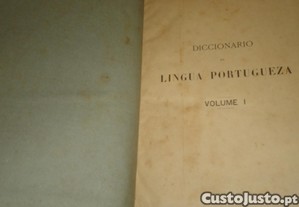 DICCIONARIO
LINGUA PORTUGUEZA
VOLUME I
CustoJusto.pt